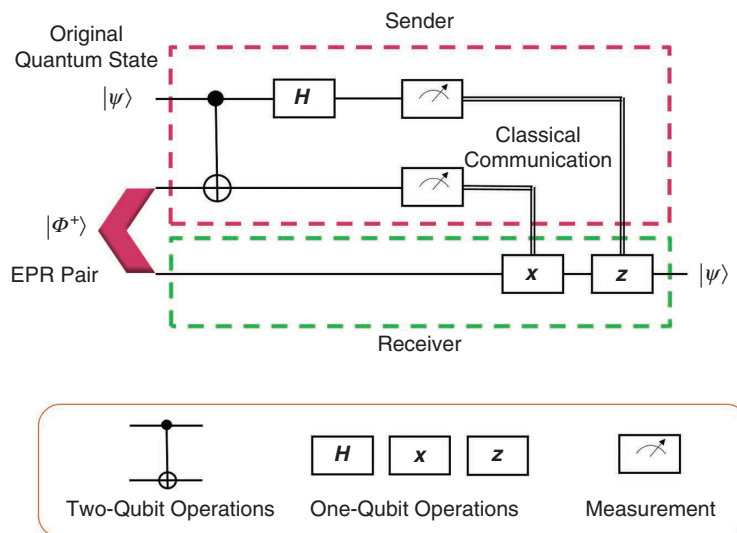 Sender
Original
Quantum State
|ψ⟩
H
Classical
Communication
|Φ⁺⟩
EPR Pair
x
z
|ψ⟩
Receiver
H
x
z
Two-Qubit Operations
One-Qubit Operations
Measurement